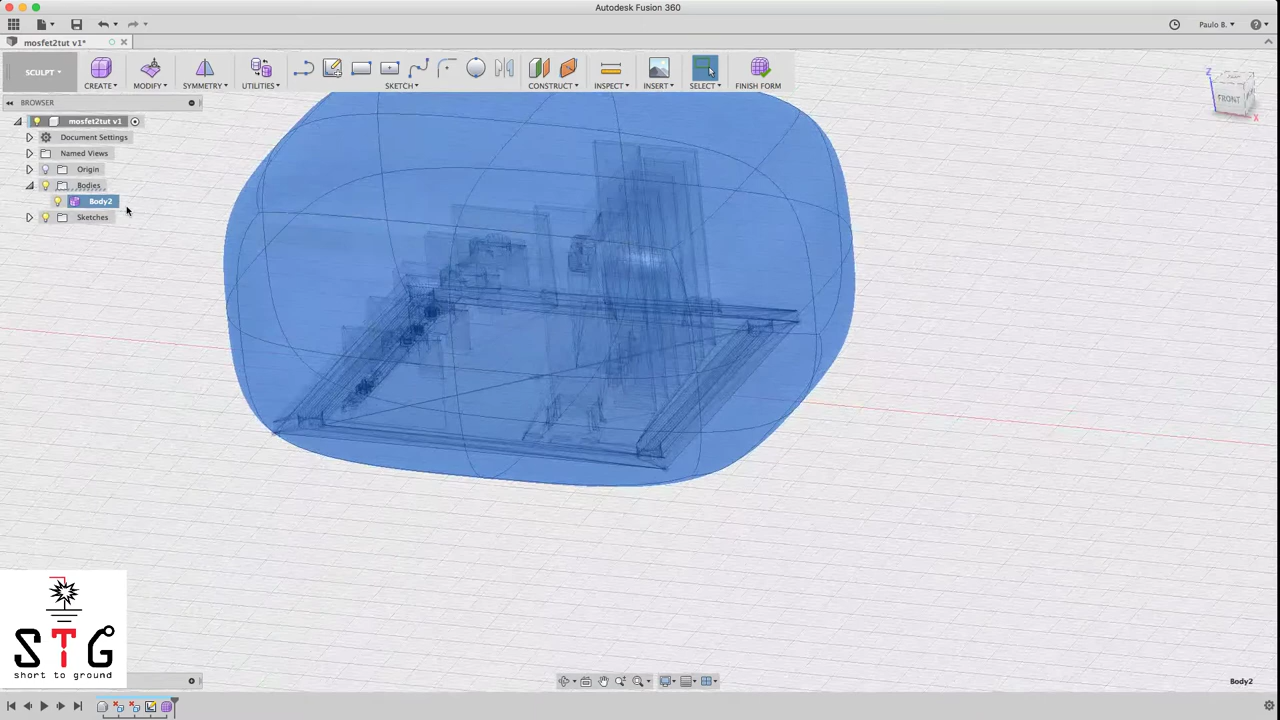 Autodesk Fusion 360
Paulo B.
mosfet2tut v1*
SCULPT
CREATE
MODIFY
SYMMETRY
UTILITIES
SKETCH
CONSTRUCT
INSPECT
INSERT
SELECT
FINISH FORM
BROWSER
mosfet2tut v1
Document Settings
Named Views
Origin
Bodies
Body2
Sketches
Z
FRONT
X
STG
short to ground
Body2